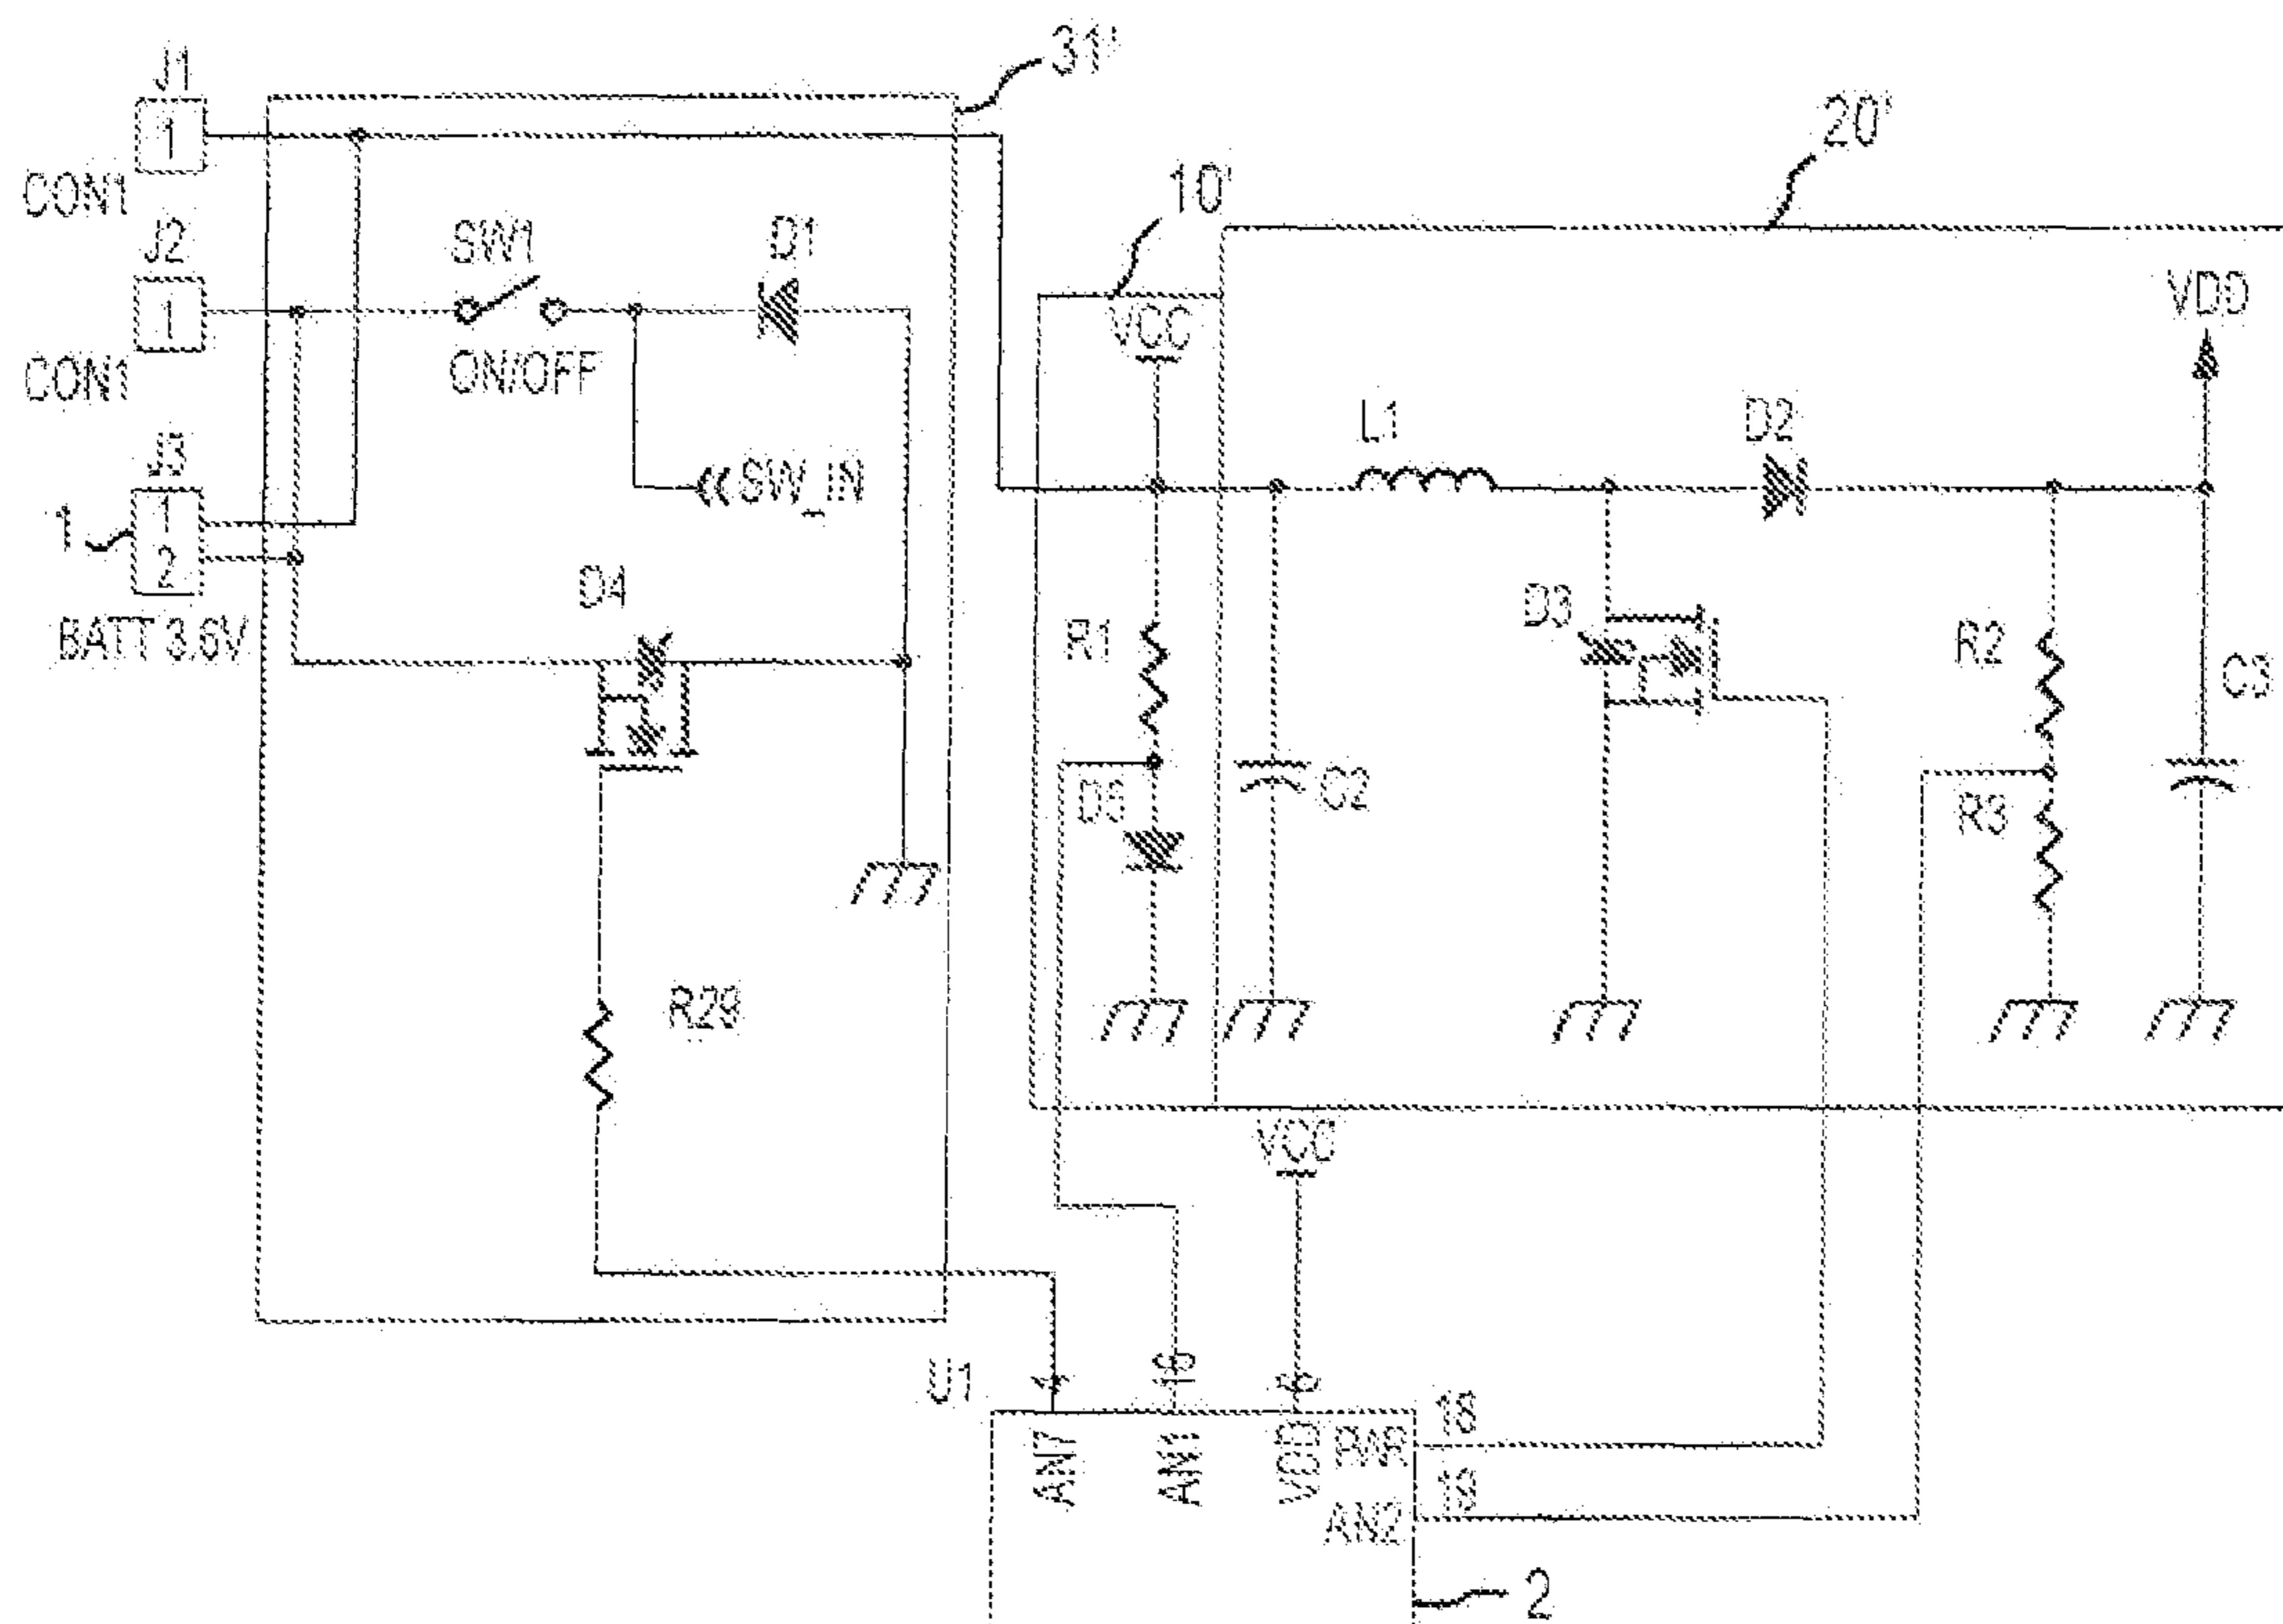 J1
31'
1
CON1
20'
10'
J2
SW1
D1
1
VCC
VDD
CON1
ON/OFF
J3
L1
D2
SW_IN
1
1
2
D4
BATT 3.6V
D3
R1
R2
C3
C2
R3
R29
VCC
U1
4
6
18
AN7
AN1
VDD
19
AN2
2